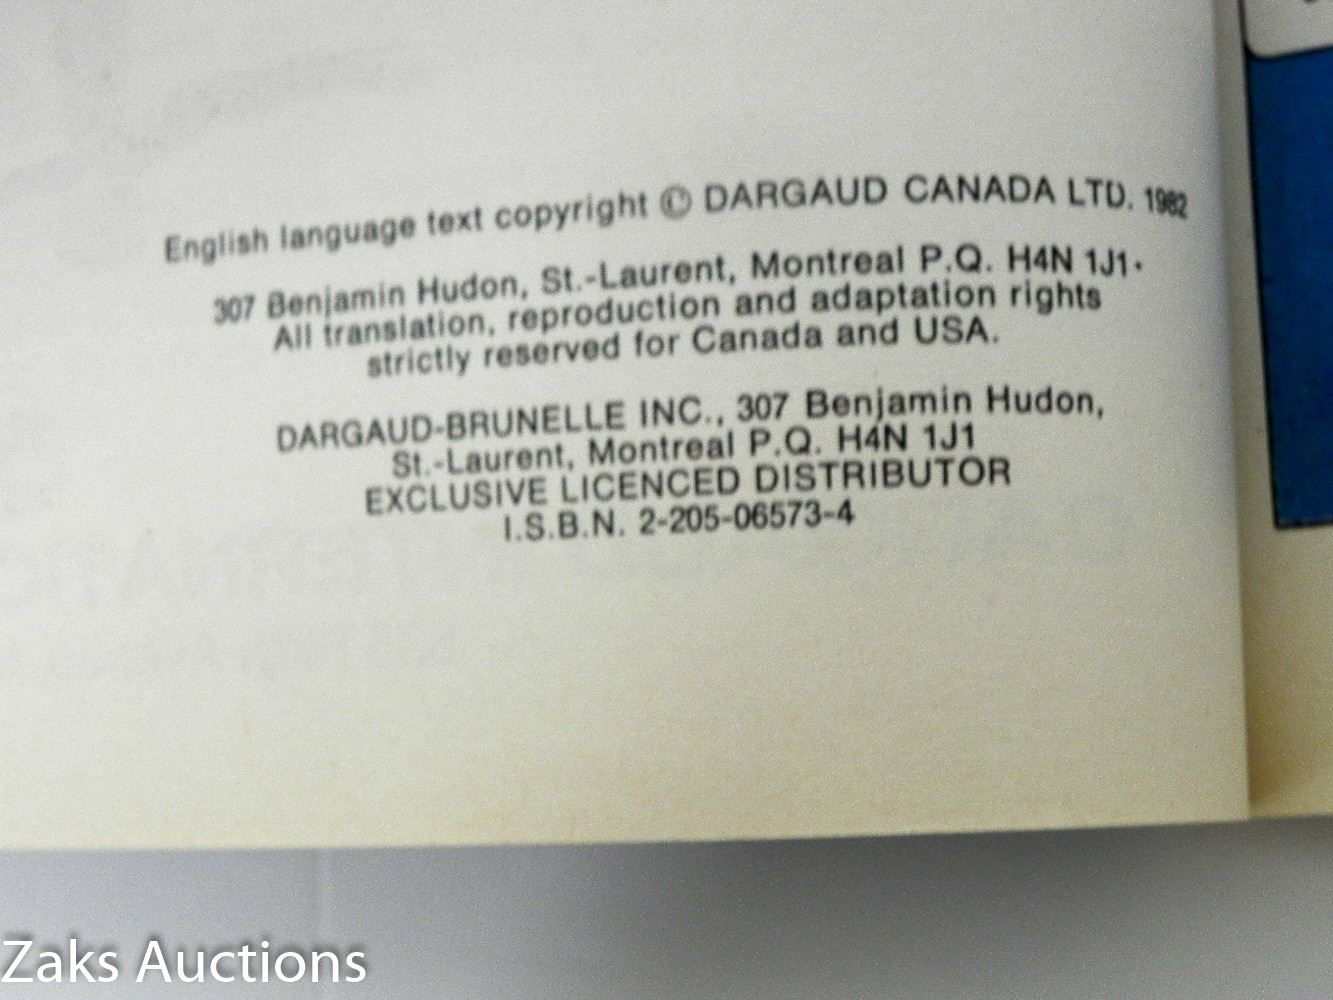 English language text copyright © DARGAUD CANADA LTD. 1982
307 Benjamin Hudon, St.-Laurent, Montreal P.Q. H4N 1J1.
All translation, reproduction and adaptation rights
strictly reserved for Canada and USA.
DARGAUD-BRUNELLE INC., 307 Benjamin Hudon,
St.-Laurent, Montreal P.Q. H4N 1J1
EXCLUSIVE LICENCED DISTRIBUTOR
I.S.B.N. 2-205-06573-4
Zaks Auctions